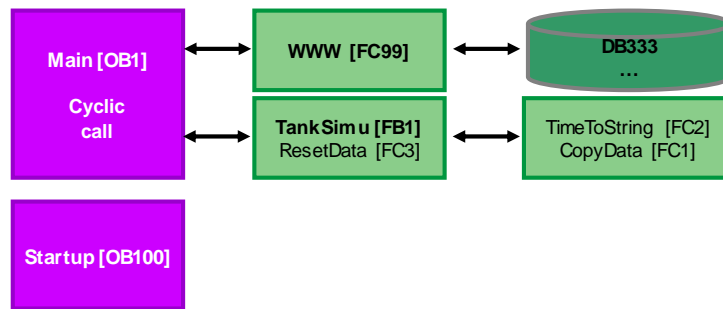 Main [OB1]
Cyclic
call
WWW [FC99]
DB333
...
TankSimu [FB1]
ResetData [FC3]
TimeToString [FC2]
CopyData [FC1]
Startup [OB100]